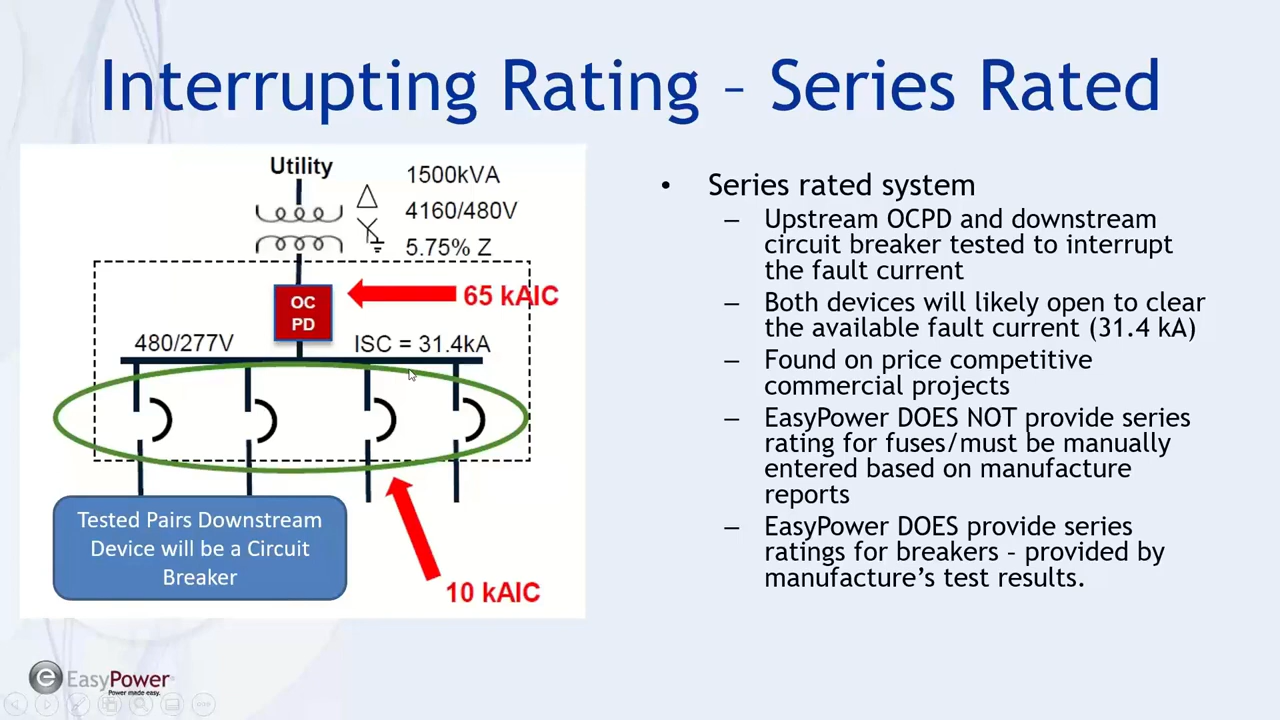 Interrupting Rating – Series Rated
Utility
1500kVA
4160/480V
5.75% Z
OC
PD
65 kAIC
480/277V
ISC = 31.4kA
Tested Pairs Downstream
Device will be a Circuit
Breaker
10 kAIC
• Series rated system
– Upstream OCPD and downstream
circuit breaker tested to interrupt
the fault current
– Both devices will likely open to clear
the available fault current (31.4 kA)
– Found on price competitive
commercial projects
– EasyPower DOES NOT provide series
rating for fuses/must be manually
entered based on manufacture
reports
– EasyPower DOES provide series
ratings for breakers – provided by
manufacture's test results.
e EasyPower
Power made easy.